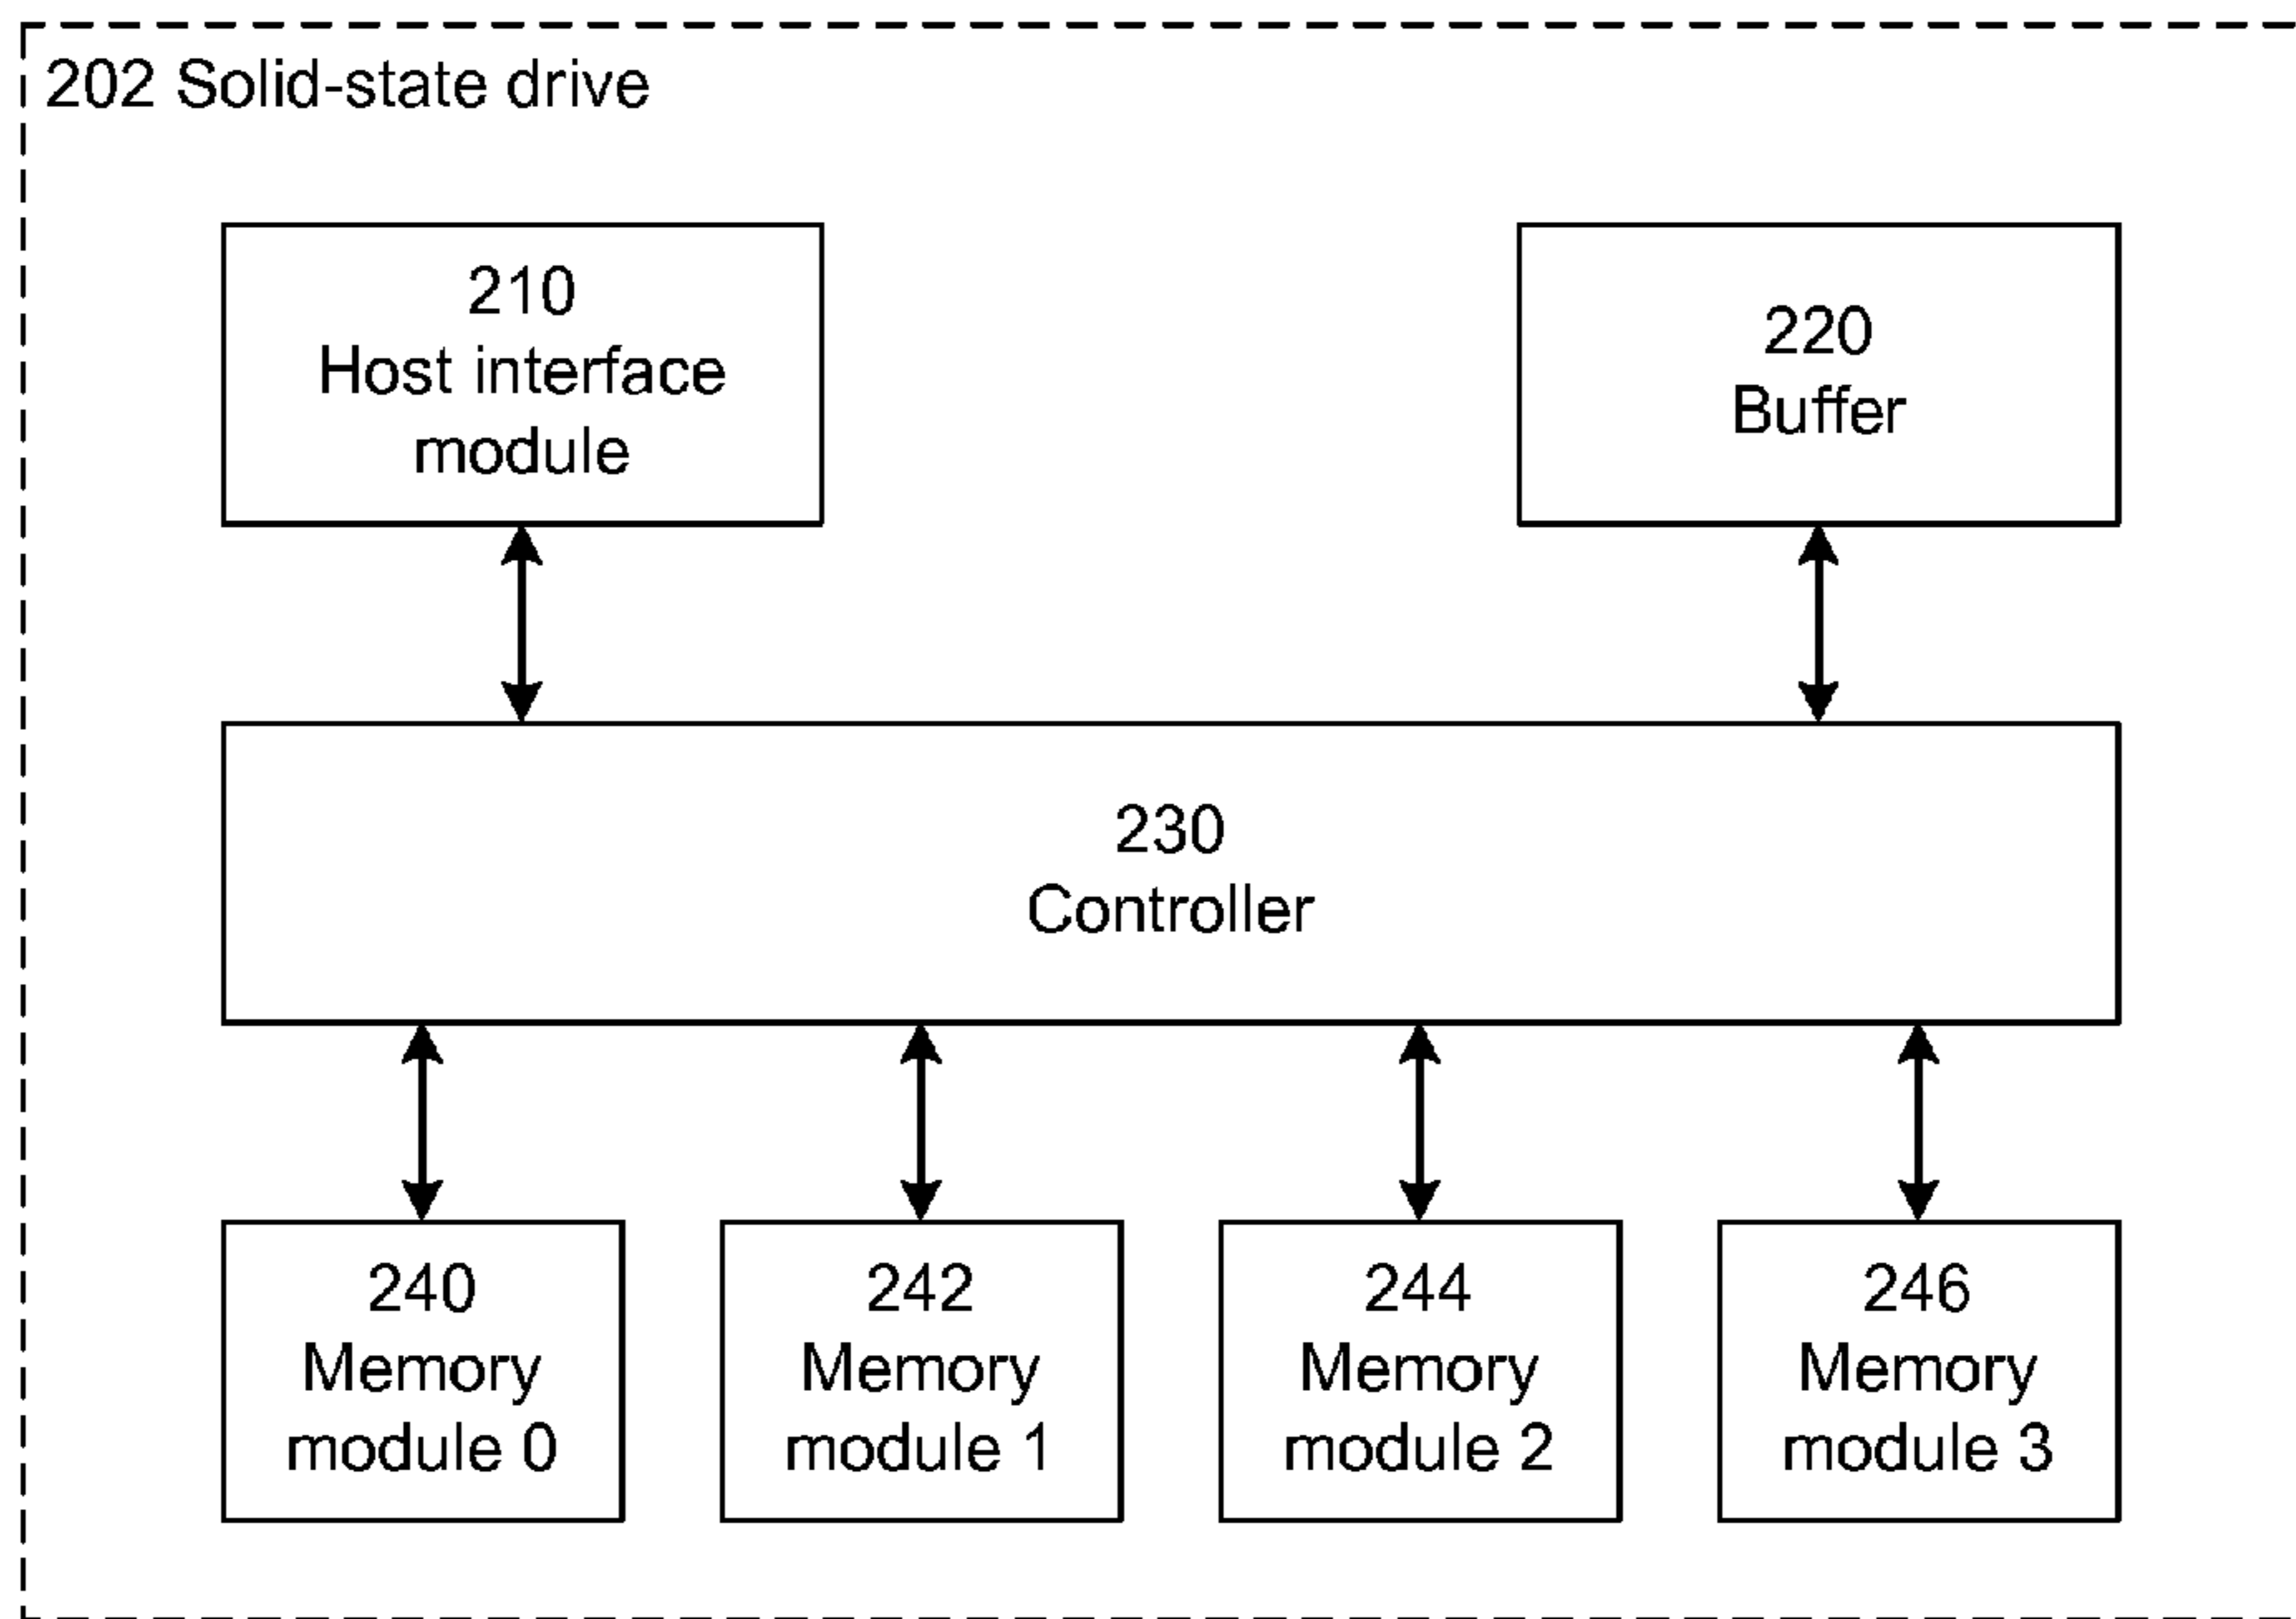 202 Solid-state drive
210
Host interface
module
220
Buffer
230
Controller
240
Memory
module 0
242
Memory
module 1
244
Memory
module 2
246
Memory
module 3